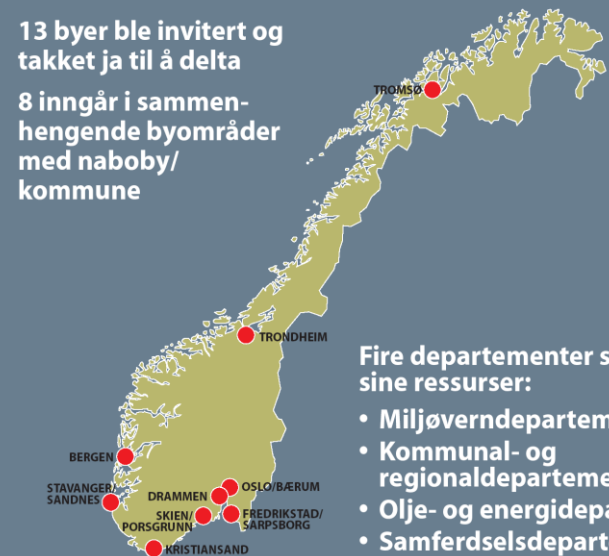 13 byer ble invitert og
takket ja til å delta
8 inngår i sammen-
hengende byområder
med naboby/
kommune
TROMSØ
TRONDHEIM
BERGEN
STAVANGER/
SANDNES
DRAMMEN
OSLO/BÆRUM
SKIEN/
PORSGRUNN
FREDRIKSTAD/
SARPSBORG
KRISTIANSAND
Fire departementer s
sine ressurser:
• Miljøverndepartem
• Kommunal- og
regionaldeparteme
• Olje- og energidepa
• Samferdselsdepart